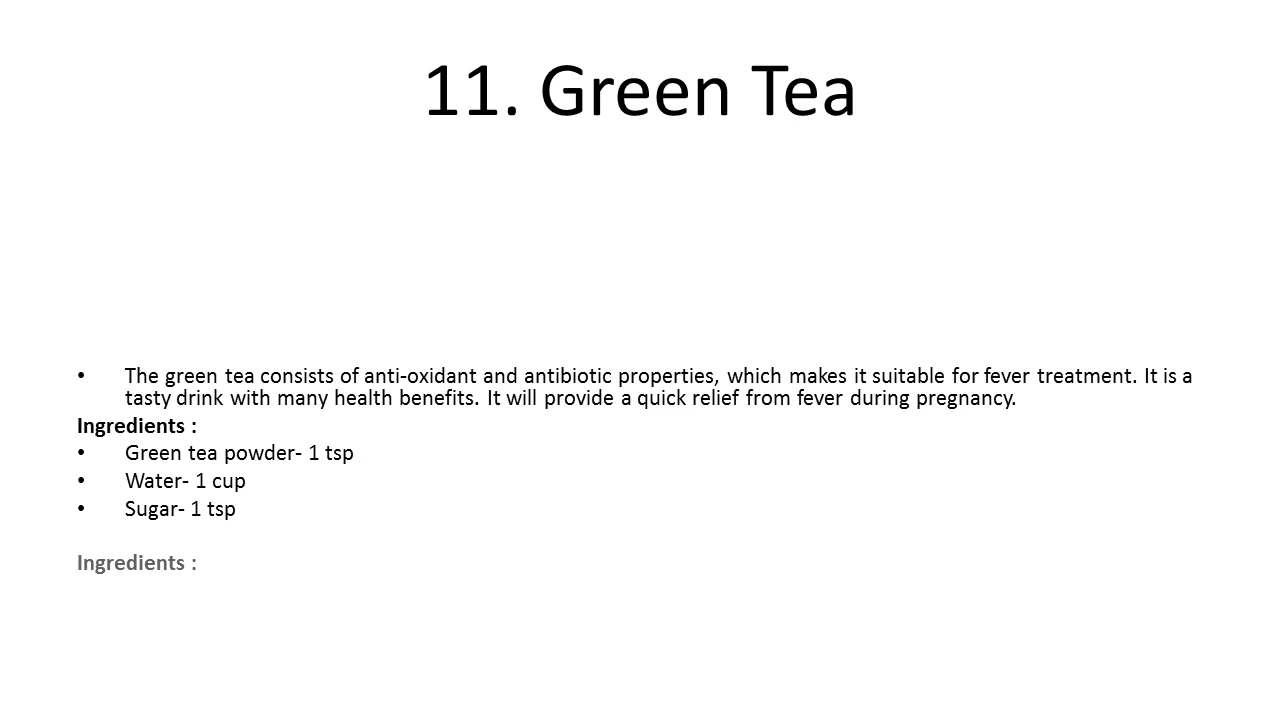 11. Green Tea
• The green tea consists of anti-oxidant and antibiotic properties, which makes it suitable for fever treatment. It is a
tasty drink with many health benefits. It will provide a quick relief from fever during pregnancy.
Ingredients :
• Green tea powder- 1 tsp
• Water- 1 cup
• Sugar- 1 tsp
Ingredients :